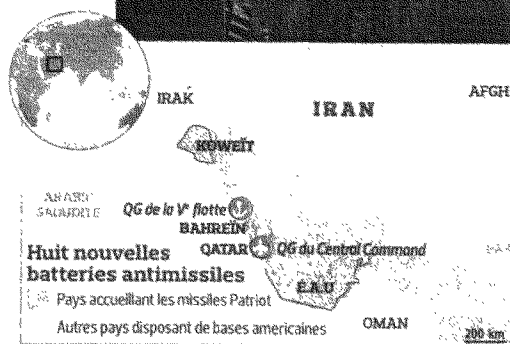 IRAK
IRAN
AFGH
KOWEÏT
ARABIE
SAOUDITE
QG de la Vᵉ flotte
BAHREÏN
QATAR
QG du Central Command
Huit nouvelles
batteries antimissiles
E.A.U
Pays accueillant les missiles Patriot
Autres pays disposant de bases americaines
OMAN
200 km